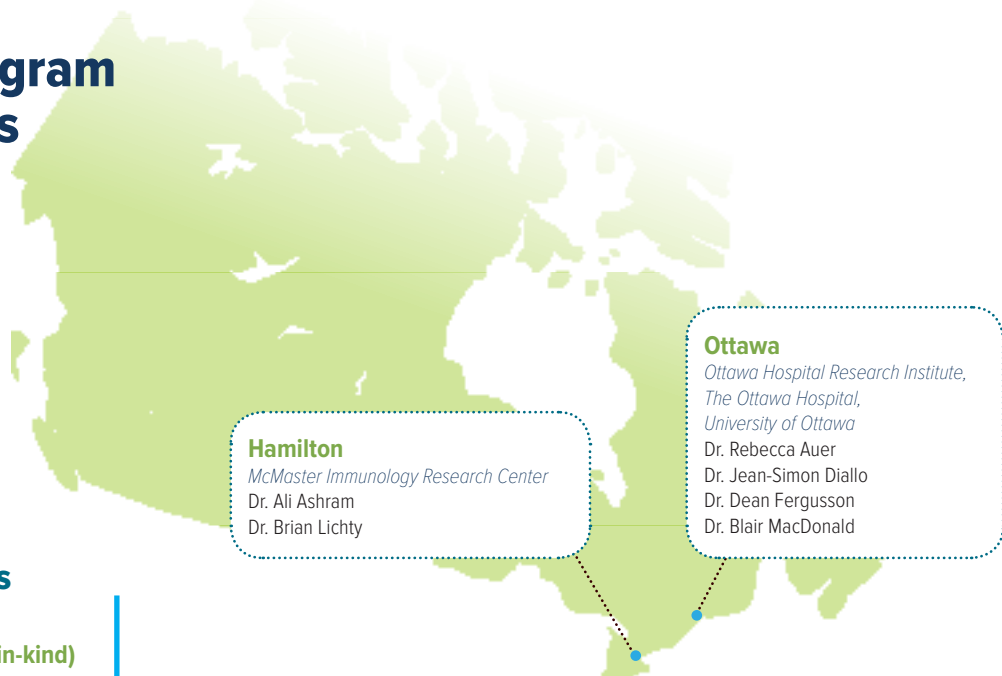 gram
s
Ottawa
Ottawa Hospital Research Institute,
The Ottawa Hospital,
University of Ottawa
Dr. Rebecca Auer
Dr. Jean-Simon Diallo
Dr. Dean Fergusson
Dr. Blair MacDonald
Hamilton
McMaster Immunology Research Center
Dr. Ali Ashram
Dr. Brian Lichty
s
in-kind)